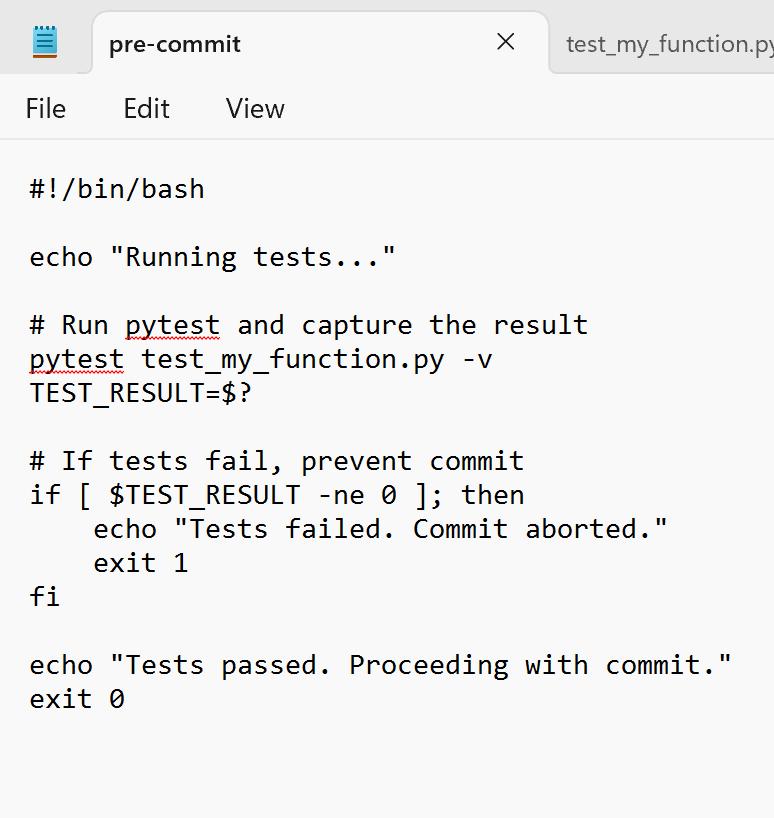 pre-commit
test_my_function.py
File Edit View
#!/bin/bash
echo "Running tests..."
# Run pytest and capture the result
pytest test_my_function.py -v
TEST_RESULT=$?
# If tests fail, prevent commit
if [ $TEST_RESULT -ne 0 ]; then
    echo "Tests failed. Commit aborted."
    exit 1
fi
echo "Tests passed. Proceeding with commit."
exit 0